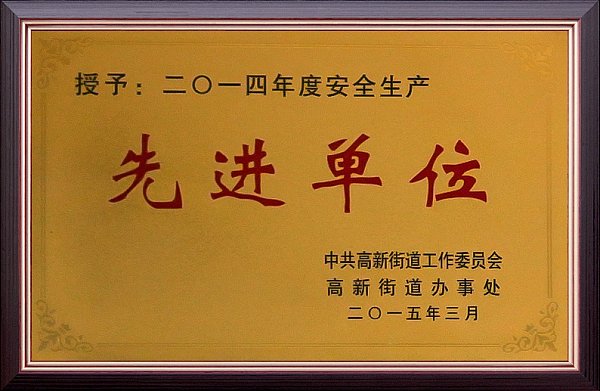 授予：二〇一四年度安全生产
先进单位
中共高新街道工作委员会
高新街道办事处
二〇一五年三月